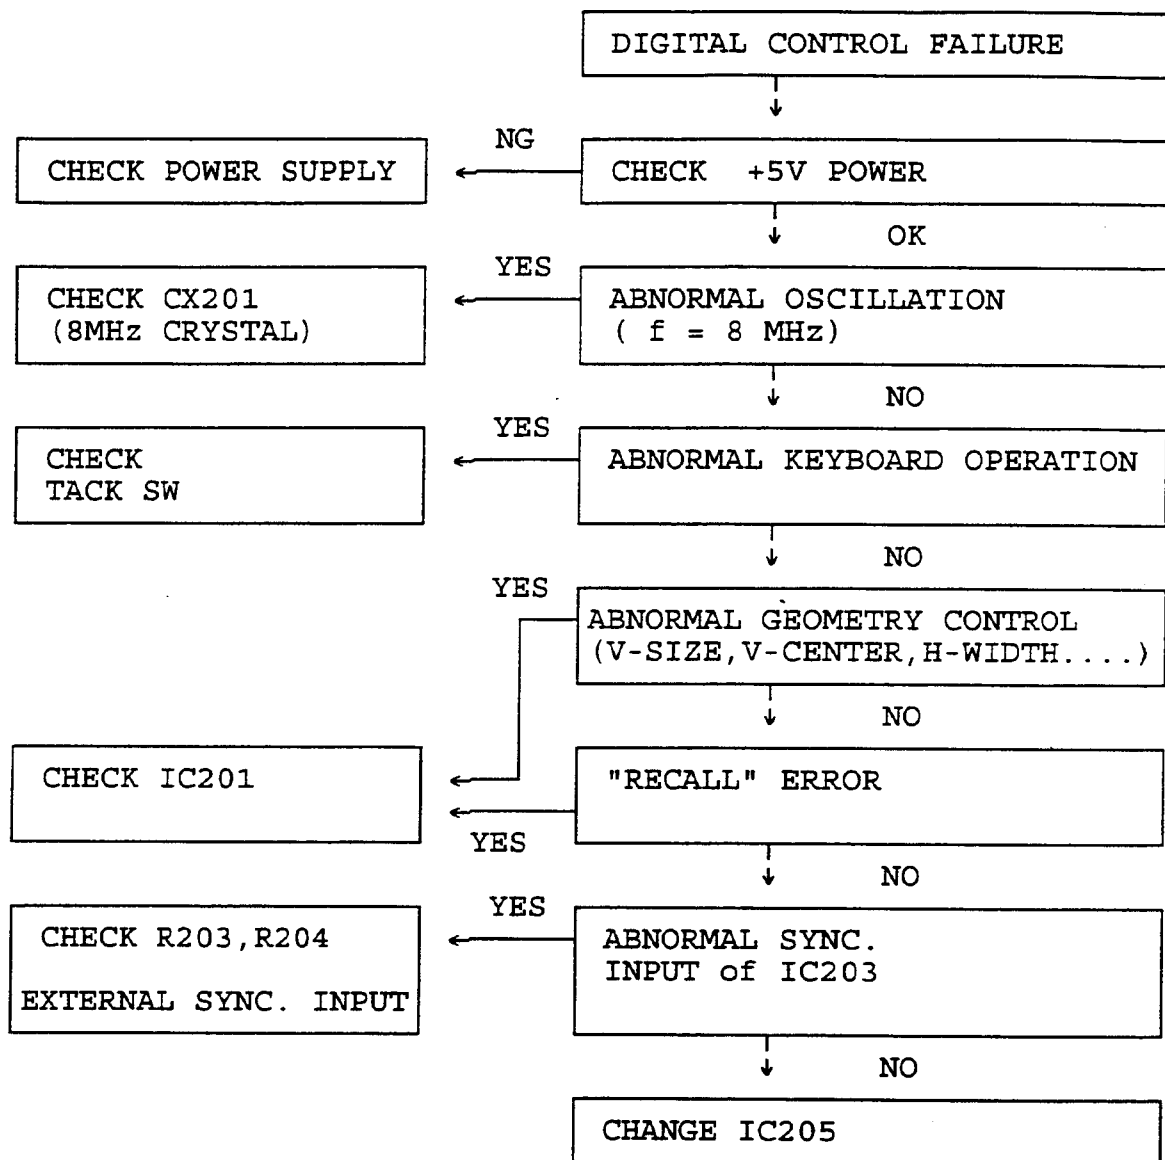 DIGITAL CONTROL FAILURE
NG
CHECK POWER SUPPLY
CHECK +5V POWER
OK
YES
CHECK CX201
(8MHz CRYSTAL)
ABNORMAL OSCILLATION
( f = 8 MHz)
NO
YES
CHECK
TACK SW
ABNORMAL KEYBOARD OPERATION
NO
YES
ABNORMAL GEOMETRY CONTROL
(V-SIZE,V-CENTER,H-WIDTH....)
NO
CHECK IC201
"RECALL" ERROR
YES
NO
YES
CHECK R203,R204
EXTERNAL SYNC. INPUT
ABNORMAL SYNC.
INPUT of IC203
NO
CHANGE IC205